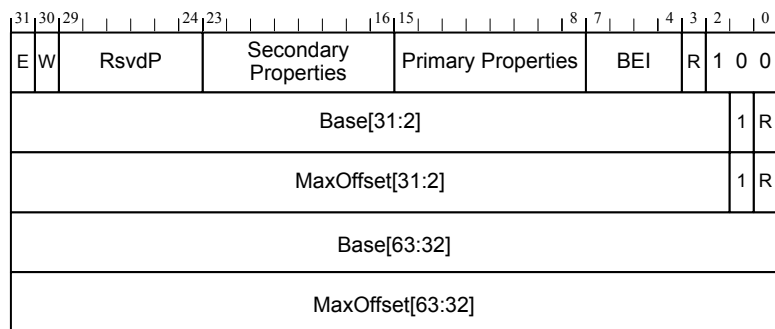 31 30 29 24 23 16 15 8 7 4 3 2 0
E W RsvdP Secondary Properties Primary Properties BEI R 1 0 0
Base[31:2] 1 R
MaxOffset[31:2] 1 R
Base[63:32]
MaxOffset[63:32]